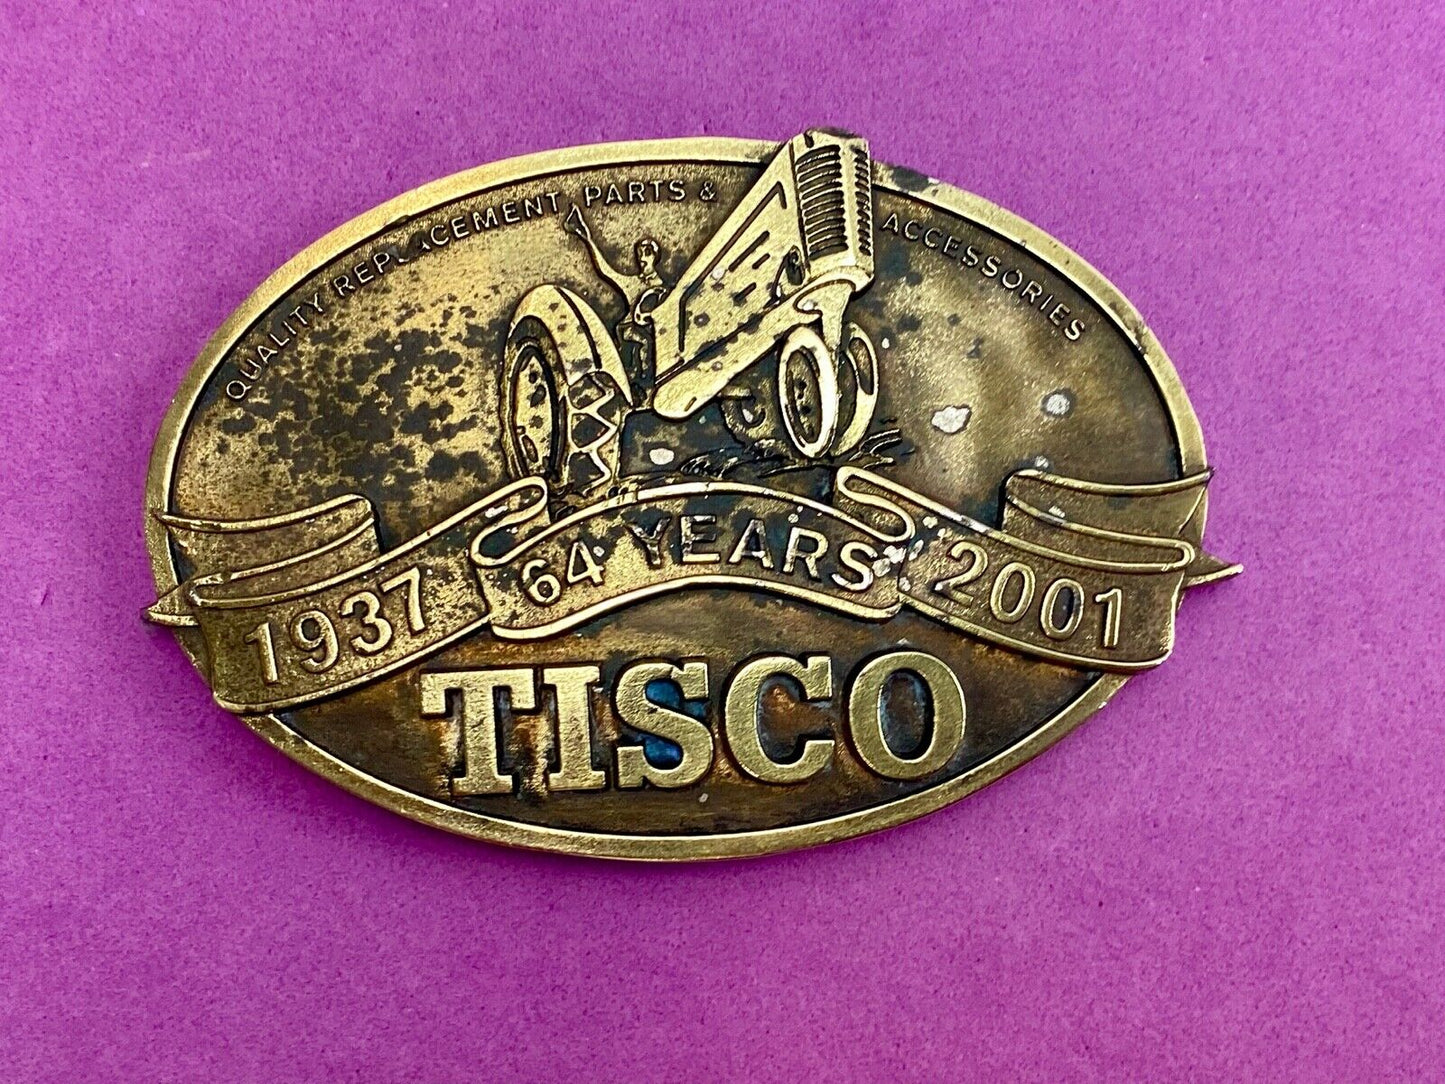 QUALITY REPLACEMENT PARTS & ACCESSORIES
1937 64 YEARS 2001
TISCO